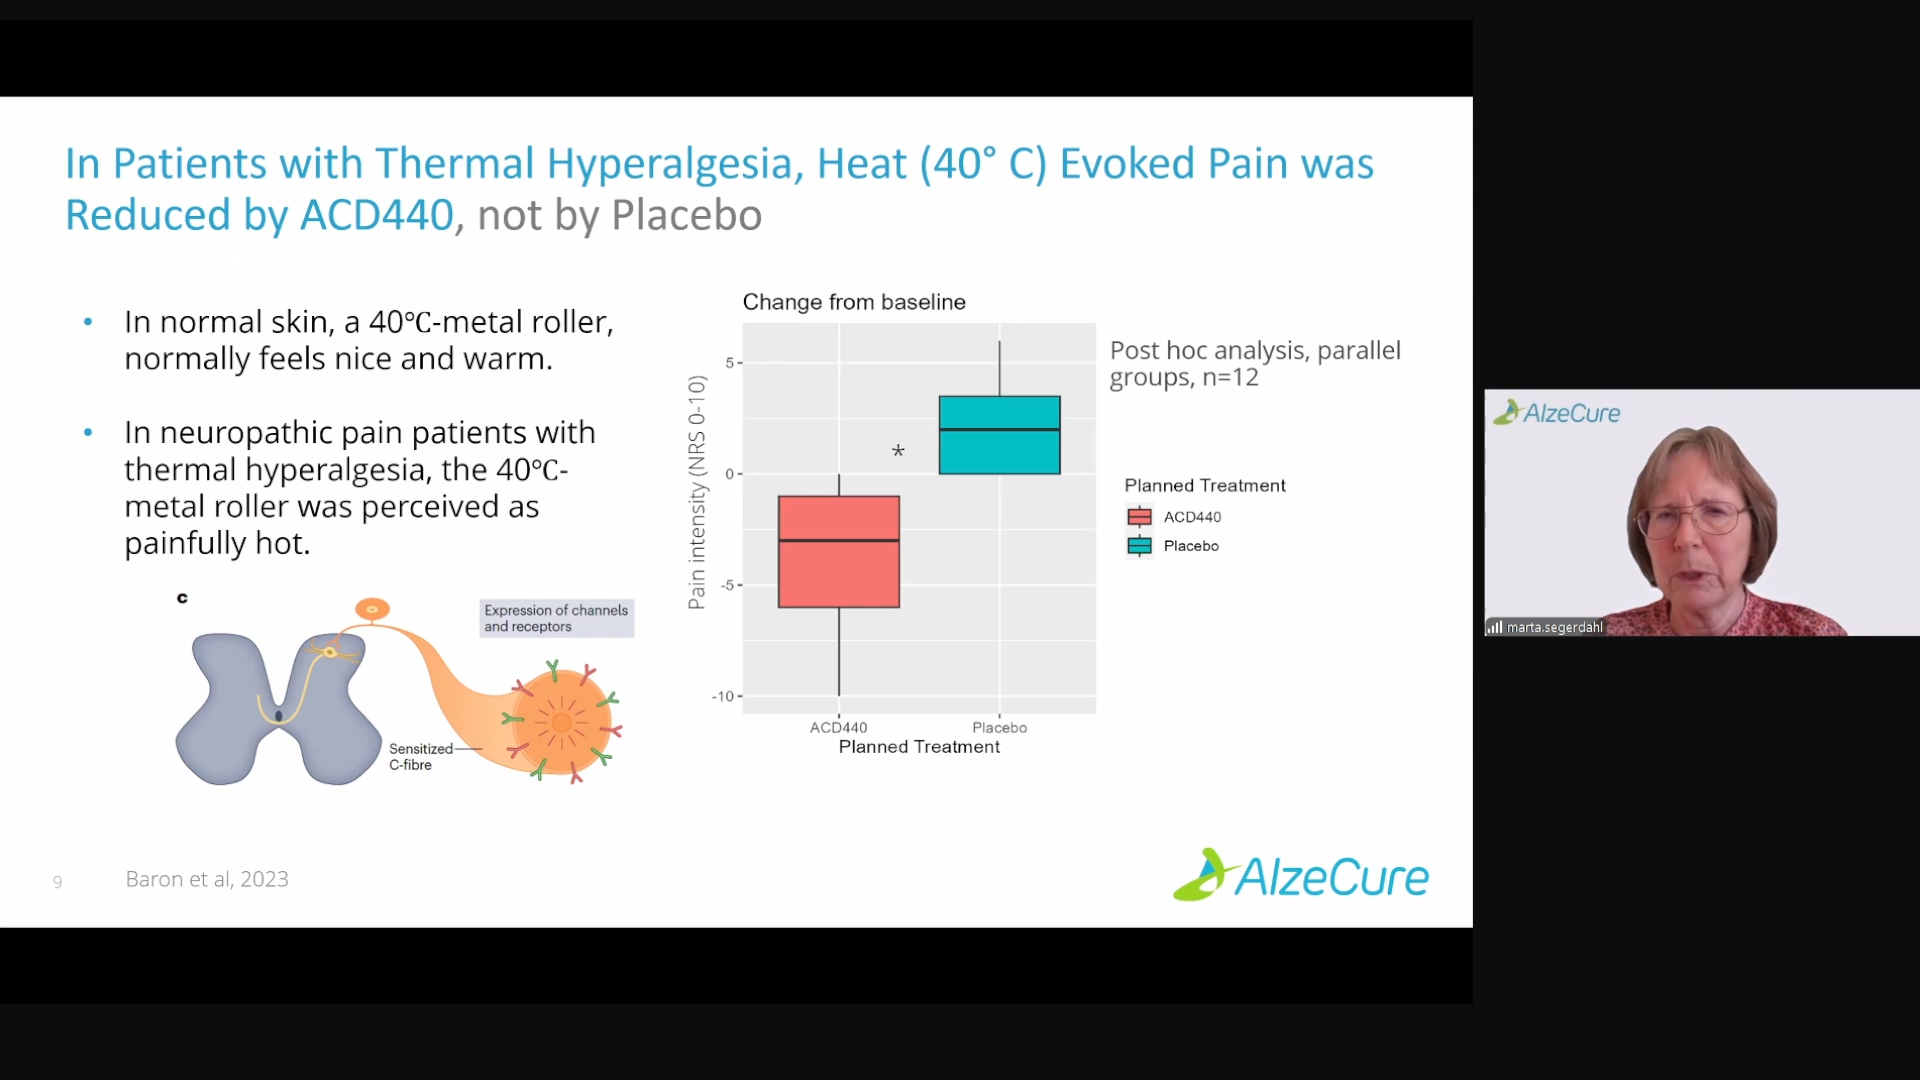 In Patients with Thermal Hyperalgesia, Heat (40° C) Evoked Pain was
Reduced by ACD440, not by Placebo
• In normal skin, a 40℃-metal roller,
normally feels nice and warm.
• In neuropathic pain patients with
thermal hyperalgesia, the 40℃-
metal roller was perceived as
painfully hot.
c
Expression of channels
and receptors
Sensitized
C-fibre
Change from baseline
Pain intensity (NRS 0-10)
5
0
-5
-10
*
ACD440
Placebo
Planned Treatment
Post hoc analysis, parallel
groups, n=12
Planned Treatment
ACD440
Placebo
9
Baron et al, 2023
AlzeCure
AlzeCure
marta.segerdahl